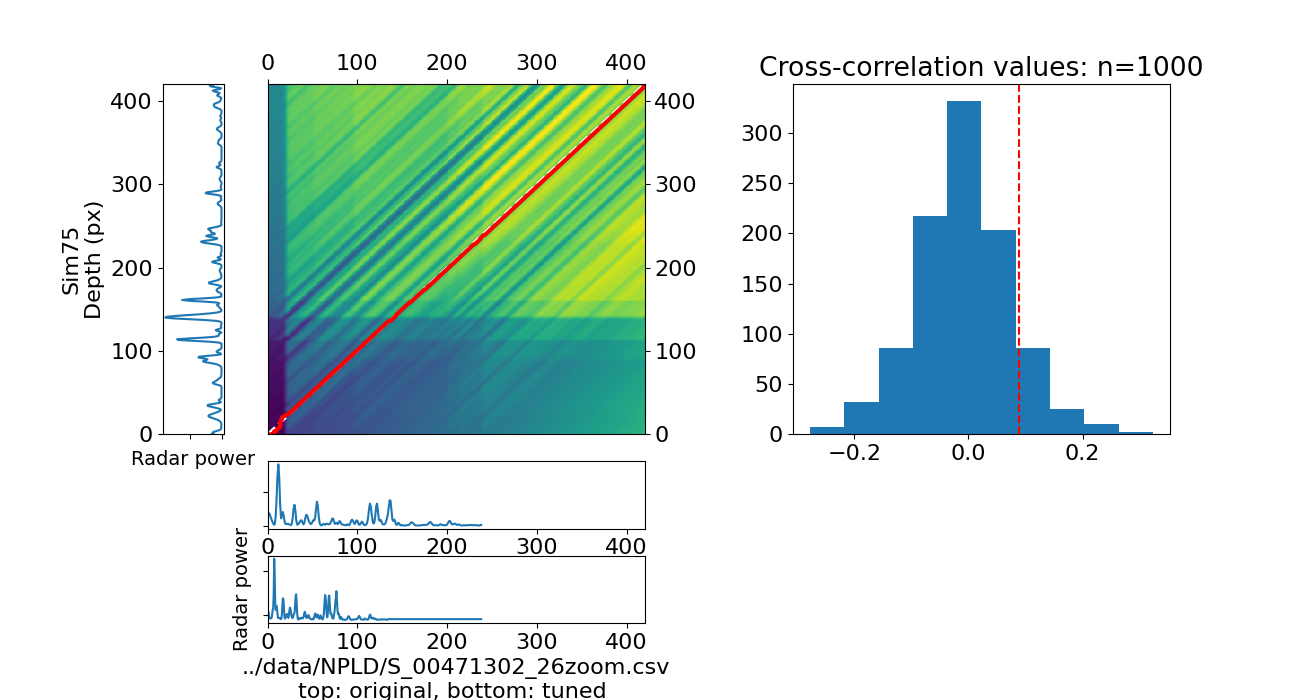 0 100 200 300 400
Cross-correlation values: n=1000
400
300
200
100
0
Sim75
Depth (px)
Radar power
400
300
200
100
0
300
250
200
150
100
50
0
−0.2 0.0 0.2
0 100 200 300 400
Radar power
0 100 200 300 400
../data/NPLD/S_00471302_26zoom.csv
top: original, bottom: tuned